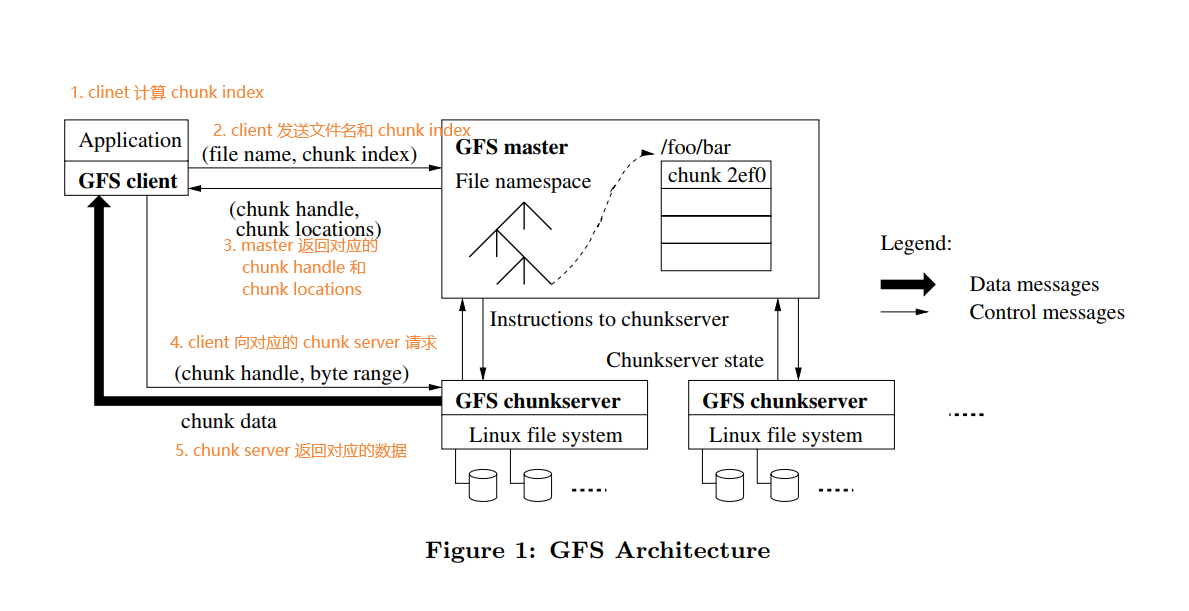 1. clinet 计算 chunk index
Application
GFS client
2. client 发送文件名和 chunk index
(file name, chunk index)
(chunk handle,
chunk locations)
3. master 返回对应的
chunk handle 和
chunk locations
GFS master
File namespace
/foo/bar
chunk 2ef0
Legend:
Data messages
Control messages
Instructions to chunkserver
Chunkserver state
4. client 向对应的 chunk server 请求
(chunk handle, byte range)
chunk data
5. chunk server 返回对应的数据
GFS chunkserver
Linux file system
GFS chunkserver
Linux file system
Figure 1: GFS Architecture